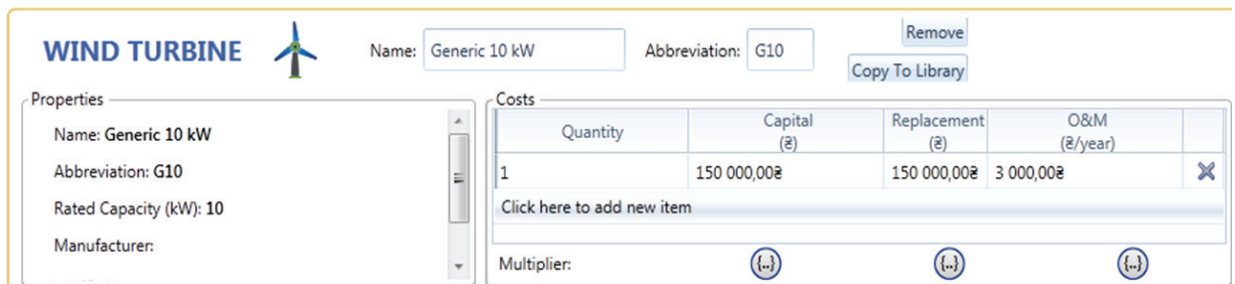 WIND TURBINE Name: Generic 10 kW Abbreviation: G10 Remove
Copy To Library
Properties
Name: Generic 10 kW
Abbreviation: G10
Rated Capacity (kW): 10
Manufacturer:
Costs
Quantity Capital (₴) Replacement (₴) O&M (₴/year)
1 150 000,00₴ 150 000,00₴ 3 000,00₴
Click here to add new item
Multiplier: {..} {..} {..}